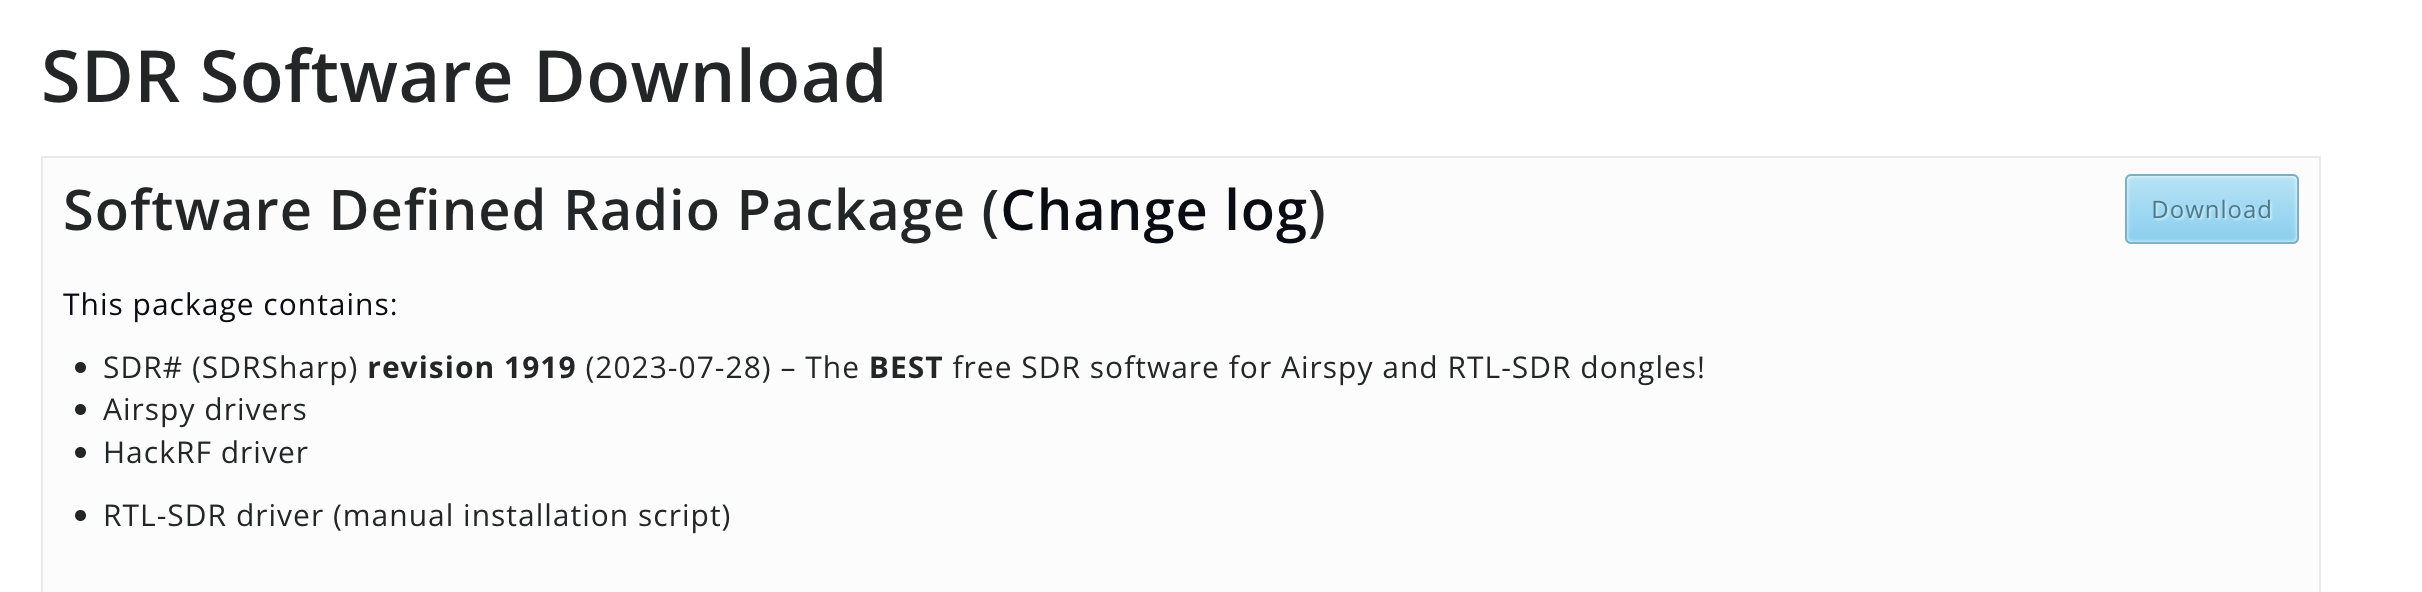 SDR Software Download
Software Defined Radio Package (Change log)
Download
This package contains:
• SDR# (SDRSharp) revision 1919 (2023-07-28) – The BEST free SDR software for Airspy and RTL-SDR dongles!
• Airspy drivers
• HackRF driver
• RTL-SDR driver (manual installation script)